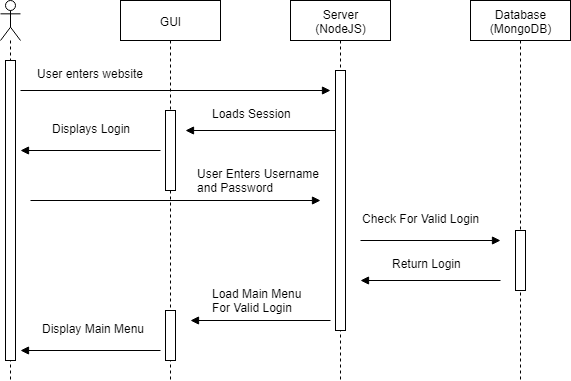 GUI
Server
(NodeJS)
Database
(MongoDB)
User enters website
Loads Session
Displays Login
User Enters Username
and Password
Check For Valid Login
Return Login
Load Main Menu
For Valid Login
Display Main Menu